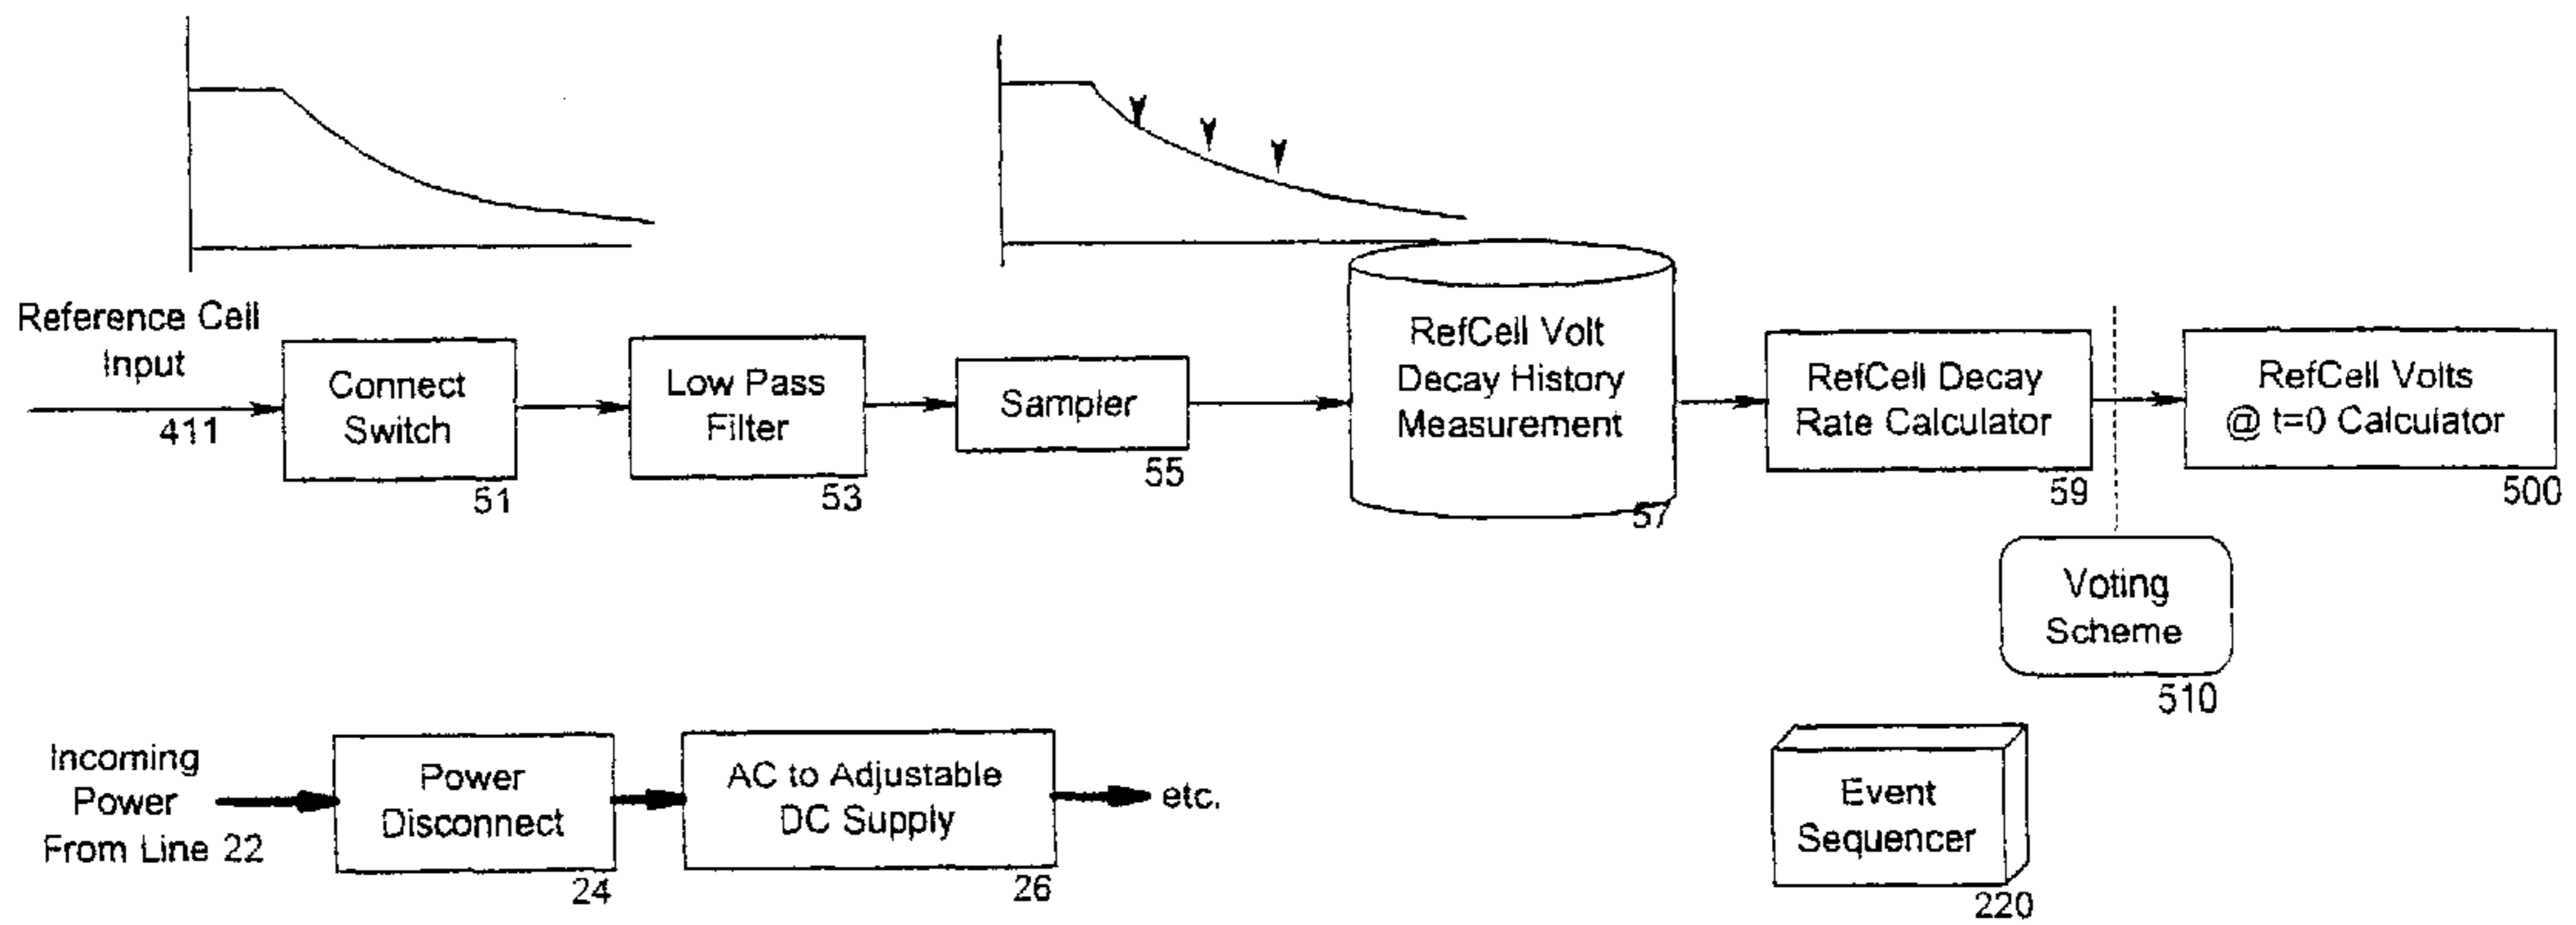 Reference Cell
Input
411
Connect
Switch
51
Low Pass
Filter
53
Sampler
55
RefCell Volt
Decay History
Measurement
57
RefCell Decay
Rate Calculator
59
RefCell Volts
@ t=0 Calculator
500
Voting
Scheme
510
Incoming
Power
From Line 22
Power
Disconnect
24
AC to Adjustable
DC Supply
26
etc.
Event
Sequencer
220